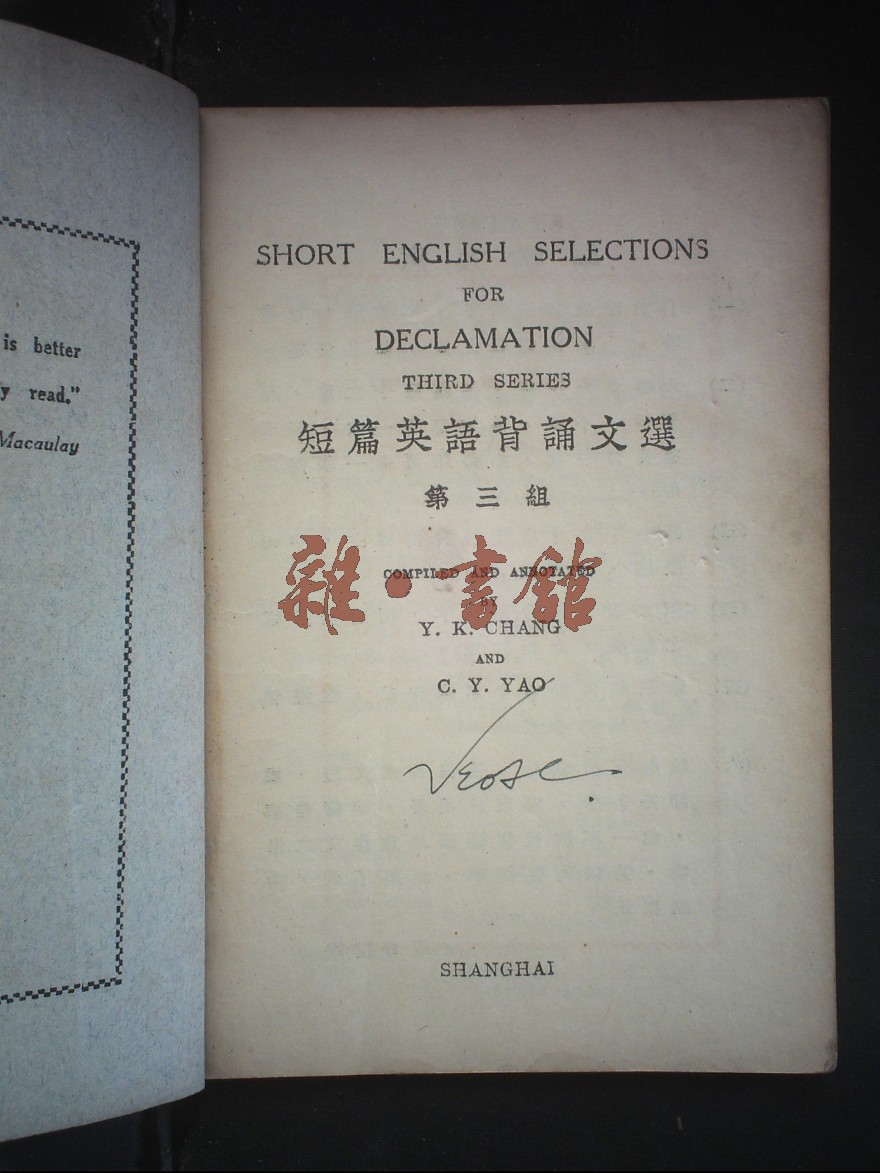 is better
y read."
Macaulay
SHORT ENGLISH SELECTIONS
FOR
DECLAMATION
THIRD SERIES
短篇英語背誦文選
第三組
COMPILED AND ANNOTATED
BY
Y. K. CHANG
AND
C. Y. YAO
SHANGHAI
雜·書館